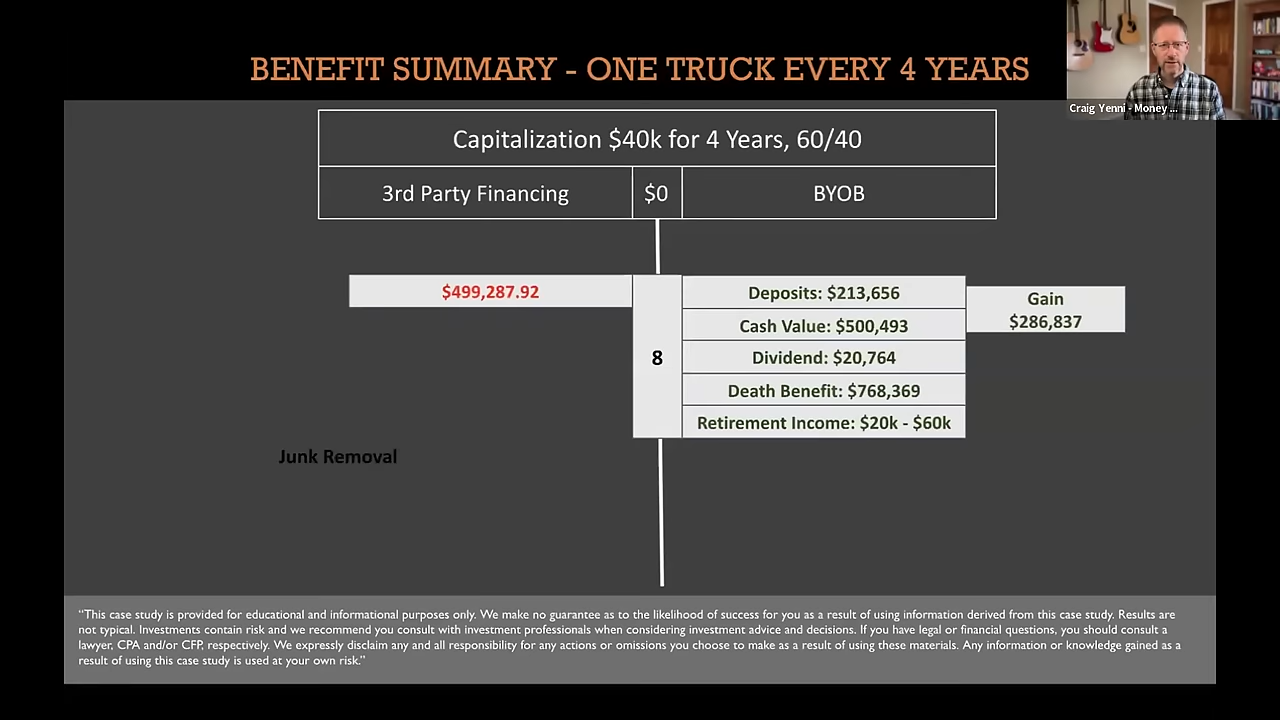 BENEFIT SUMMARY - ONE TRUCK EVERY 4 YEARS
Craig Yenni - Money ...
Capitalization $40k for 4 Years, 60/40
3rd Party Financing
$0
BYOB
$499,287.92
8
Deposits: $213,656
Cash Value: $500,493
Dividend: $20,764
Death Benefit: $768,369
Retirement Income: $20k - $60k
Gain
$286,837
Junk Removal
“This case study is provided for educational and informational purposes only. We make no guarantee as to the likelihood of success for you as a result of using information derived from this case study. Results are
not typical. Investments contain risk and we recommend you consult with investment professionals when considering investment advice and decisions. If you have legal or financial questions, you should consult a
lawyer, CPA and/or CFP, respectively. We expressly disclaim any and all responsibility for any actions or omissions you choose to make as a result of using these materials. Any information or knowledge gained as a
result of using this case study is used at your own risk.”